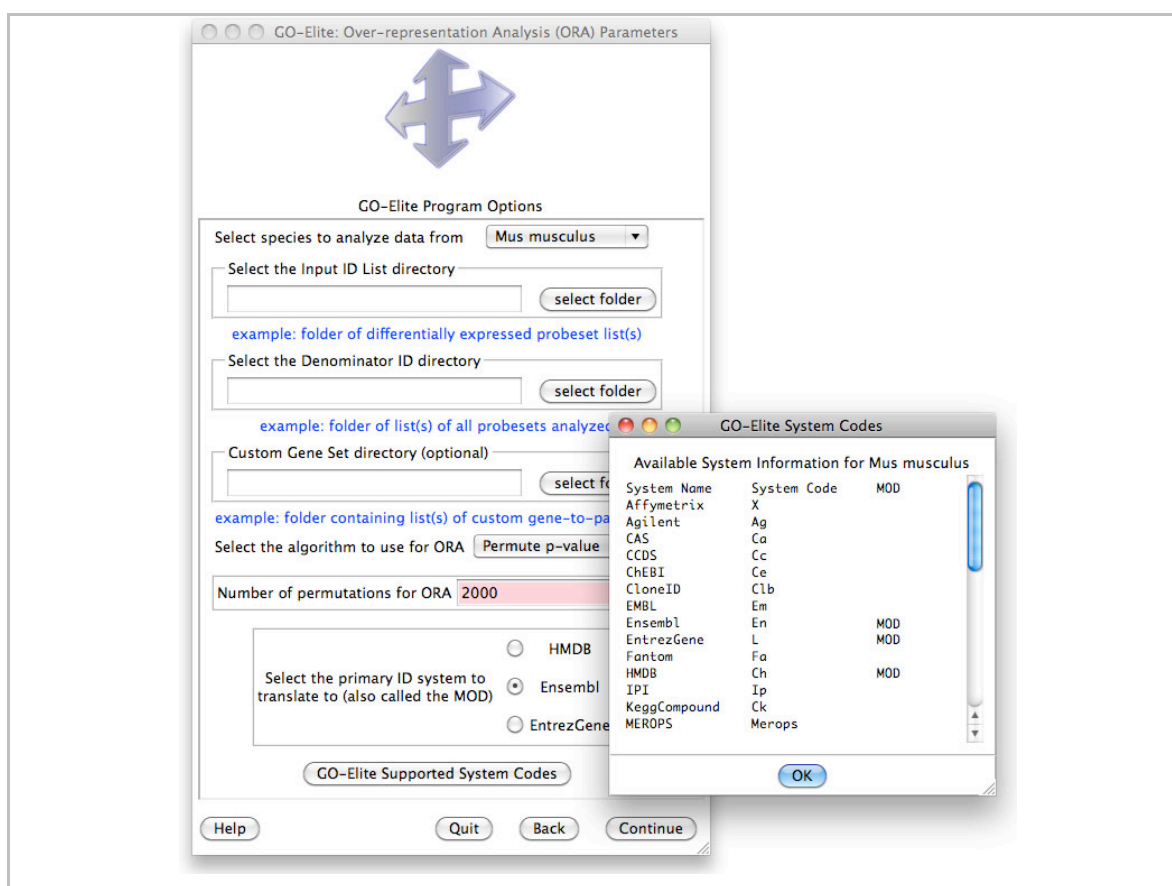 GO-Elite: Over-representation Analysis (ORA) Parameters
GO-Elite Program Options
Select species to analyze data from Mus musculus
Select the Input ID List directory
select folder
example: folder of differentially expressed probeset list(s)
Select the Denominator ID directory
select folder
example: folder of list(s) of all probesets analyzed
Custom Gene Set directory (optional)
select
example: folder containing list(s) of custom
Select the algorithm to use for ORA Permute p-value
Number of permutations for ORA 2000
HMDB
Select the primary ID system to
translate to (also called the MOD)
Ensembl
EntrezGene
GO-Elite Supported System Codes
Help Quit Back Continue
GO-Elite System Codes
Available System Information for Mus musculus
System Name System Code MOD
Affymetrix X
Agilent Ag
CAS Ca
CCDS Cc
ChEBI Ce
CloneID Clb
EMBL Em
Ensembl En MOD
EntrezGene L MOD
Fantom Fa
HMDB Ch MOD
IPI Ip
KeggCompound Ck
MEROPS Merops
OK